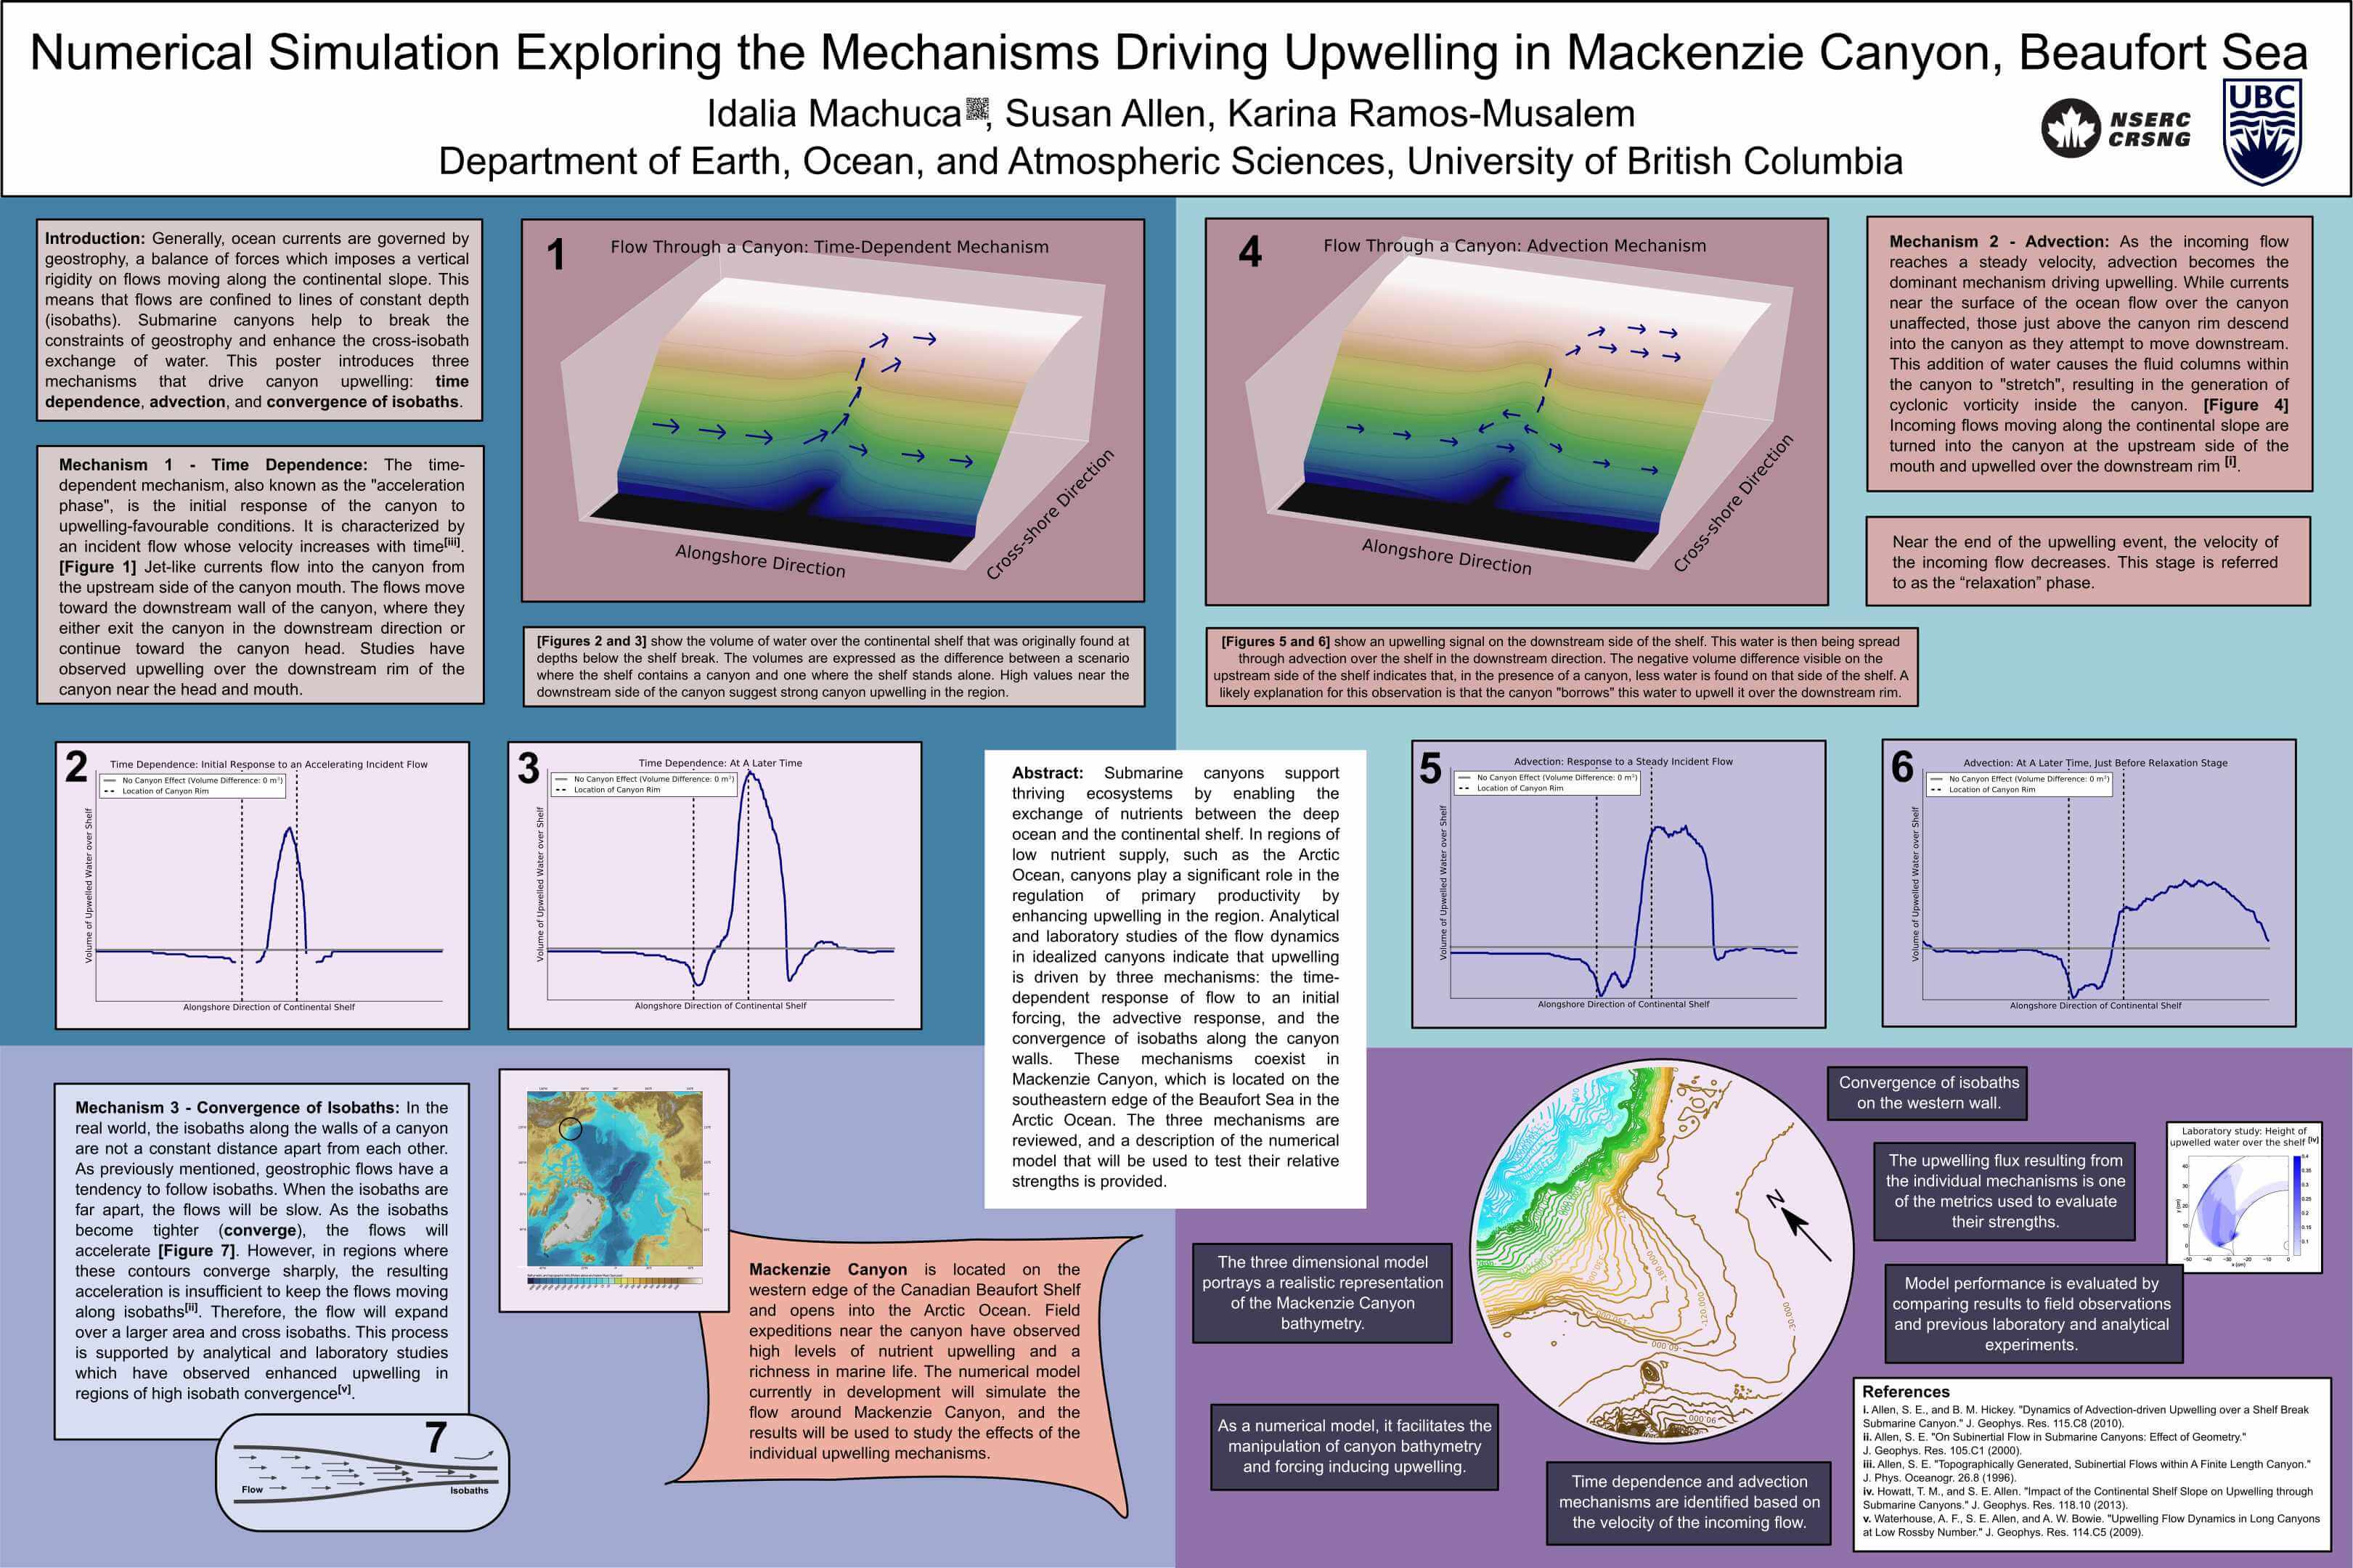 Numerical Simulation Exploring the Mechanisms Driving Upwelling in Mackenzie Canyon, Beaufort Sea
Idalia Machuca, Susan Allen, Karina Ramos-Musalem
Department of Earth, Ocean, and Atmospheric Sciences, University of British Columbia
NSERC
CRSNG
UBC
Introduction: Generally, ocean currents are governed by
geostrophy, a balance of forces which imposes a vertical
rigidity on flows moving along the continental slope. This
means that flows are confined to lines of constant depth
(isobaths). Submarine canyons help to break the
constraints of geostrophy and enhance the cross-isobath
exchange of water. This poster introduces three
mechanisms that drive canyon upwelling: time
dependence, advection, and convergence of isobaths.
Mechanism 1 - Time Dependence: The time-
dependent mechanism, also known as the "acceleration
phase", is the initial response of the canyon to
upwelling-favourable conditions. It is characterized by
an incident flow whose velocity increases with time[iii].
[Figure 1] Jet-like currents flow into the canyon from
the upstream side of the canyon mouth. The flows move
toward the downstream wall of the canyon, where they
either exit the canyon in the downstream direction or
continue toward the canyon head. Studies have
observed upwelling over the downstream rim of the
canyon near the head and mouth.
1
Flow Through a Canyon: Time-Dependent Mechanism
Alongshore Direction
Cross-shore Direction
[Figures 2 and 3] show the volume of water over the continental shelf that was originally found at
depths below the shelf break. The volumes are expressed as the difference between a scenario
where the shelf contains a canyon and one where the shelf stands alone. High values near the
downstream side of the canyon suggest strong canyon upwelling in the region.
4
Flow Through a Canyon: Advection Mechanism
Alongshore Direction
Cross-shore Direction
Mechanism 2 - Advection: As the incoming flow
reaches a steady velocity, advection becomes the
dominant mechanism driving upwelling. While currents
near the surface of the ocean flow over the canyon
unaffected, those just above the canyon rim descend
into the canyon as they attempt to move downstream.
This addition of water causes the fluid columns within
the canyon to "stretch", resulting in the generation of
cyclonic vorticity inside the canyon. [Figure 4]
Incoming flows moving along the continental slope are
turned into the canyon at the upstream side of the
mouth and upwelled over the downstream rim [i].
Near the end of the upwelling event, the velocity of
the incoming flow decreases. This stage is referred
to as the “relaxation” phase.
[Figures 5 and 6] show an upwelling signal on the downstream side of the shelf. This water is then being spread
through advection over the shelf in the downstream direction. The negative volume difference visible on the
upstream side of the shelf indicates that, in the presence of a canyon, less water is found on that side of the shelf. A
likely explanation for this observation is that the canyon "borrows" this water to upwell it over the downstream rim.
2
Time Dependence: Initial Response to an Accelerating Incident Flow
No Canyon Effect (Volume Difference: 0 m³)
Location of Canyon Rim
Volume of Upwelled Water over Shelf
Alongshore Direction of Continental Shelf
3
Time Dependence: At A Later Time
No Canyon Effect (Volume Difference: 0 m³)
Location of Canyon Rim
Volume of Upwelled Water over Shelf
Alongshore Direction of Continental Shelf
Abstract: Submarine canyons support
thriving ecosystems by enabling the
exchange of nutrients between the deep
ocean and the continental shelf. In regions of
low nutrient supply, such as the Arctic
Ocean, canyons play a significant role in the
regulation of primary productivity by
enhancing upwelling in the region. Analytical
and laboratory studies of the flow dynamics
in idealized canyons indicate that upwelling
is driven by three mechanisms: the time-
dependent response of flow to an initial
forcing, the advective response, and the
convergence of isobaths along the canyon
walls. These mechanisms coexist in
Mackenzie Canyon, which is located on the
southeastern edge of the Beaufort Sea in the
Arctic Ocean. The three mechanisms are
reviewed, and a description of the numerical
model that will be used to test their relative
strengths is provided.
5
Advection: Response to a Steady Incident Flow
No Canyon Effect (Volume Difference: 0 m³)
Location of Canyon Rim
Volume of Upwelled Water over Shelf
Alongshore Direction of Continental Shelf
6
Advection: At A Later Time, Just Before Relaxation Stage
No Canyon Effect (Volume Difference: 0 m³)
Location of Canyon Rim
Volume of Upwelled Water over Shelf
Alongshore Direction of Continental Shelf
Mechanism 3 - Convergence of Isobaths: In the
real world, the isobaths along the walls of a canyon
are not a constant distance apart from each other.
As previously mentioned, geostrophic flows have a
tendency to follow isobaths. When the isobaths are
far apart, the flows will be slow. As the isobaths
become tighter (converge), the flows will
accelerate [Figure 7]. However, in regions where
these contours converge sharply, the resulting
acceleration is insufficient to keep the flows moving
along isobaths[ii]. Therefore, the flow will expand
over a larger area and cross isobaths. This process
is supported by analytical and laboratory studies
which have observed enhanced upwelling in
regions of high isobath convergence[v].
7
Flow
Isobaths
Mackenzie Canyon is located on the
western edge of the Canadian Beaufort Shelf
and opens into the Arctic Ocean. Field
expeditions near the canyon have observed
high levels of nutrient upwelling and a
richness in marine life. The numerical model
currently in development will simulate the
flow around Mackenzie Canyon, and the
results will be used to study the effects of the
individual upwelling mechanisms.
The three dimensional model
portrays a realistic representation
of the Mackenzie Canyon
bathymetry.
As a numerical model, it facilitates the
manipulation of canyon bathymetry
and forcing inducing upwelling.
Time dependence and advection
mechanisms are identified based on
the velocity of the incoming flow.
N
-180.000
-120.000
-60.000
-30.000
90.000
Convergence of isobaths
on the western wall.
The upwelling flux resulting from
the individual mechanisms is one
of the metrics used to evaluate
their strengths.
Laboratory study: Height of
upwelled water over the shelf [iv]
y (cm)
40
30
20
10
0
-50 -40 -30 -20 -10 0
x (cm)
0.4
0.35
0.3
0.25
0.2
0.15
0.1
Model performance is evaluated by
comparing results to field observations
and previous laboratory and analytical
experiments.
References
i. Allen, S. E., and B. M. Hickey. "Dynamics of Advection-driven Upwelling over a Shelf Break
Submarine Canyon." J. Geophys. Res. 115.C8 (2010).
ii. Allen, S. E. "On Subinertial Flow in Submarine Canyons: Effect of Geometry."
J. Geophys. Res. 105.C1 (2000).
iii. Allen, S. E. "Topographically Generated, Subinertial Flows within A Finite Length Canyon."
J. Phys. Oceanogr. 26.8 (1996).
iv. Howatt, T. M., and S. E. Allen. "Impact of the Continental Shelf Slope on Upwelling through
Submarine Canyons." J. Geophys. Res. 118.10 (2013).
v. Waterhouse, A. F., S. E. Allen, and A. W. Bowie. "Upwelling Flow Dynamics in Long Canyons
at Low Rossby Number." J. Geophys. Res. 114.C5 (2009).